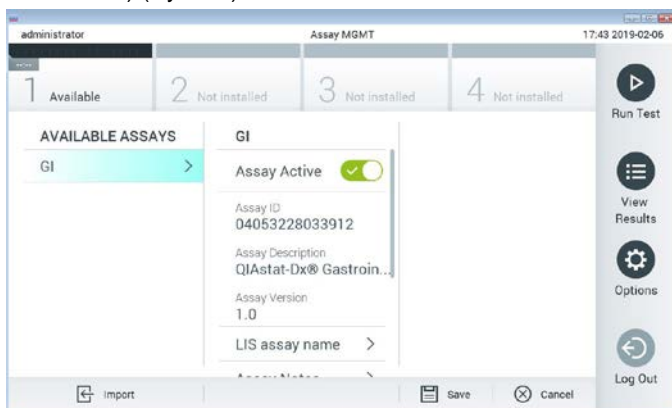 administrator Assay MGMT 17:43 2019-02-06
1 Available 2 Not installed 3 Not installed 4 Not installed
Run Test
AVAILABLE ASSAYS GI
GI > Assay Active
Assay ID
04053228033912
View Results
Assay Description
QIAstat-Dx® Gastroin...
Assay Version
1.0
Options
LIS assay name >
Import Save Cancel
Log Out